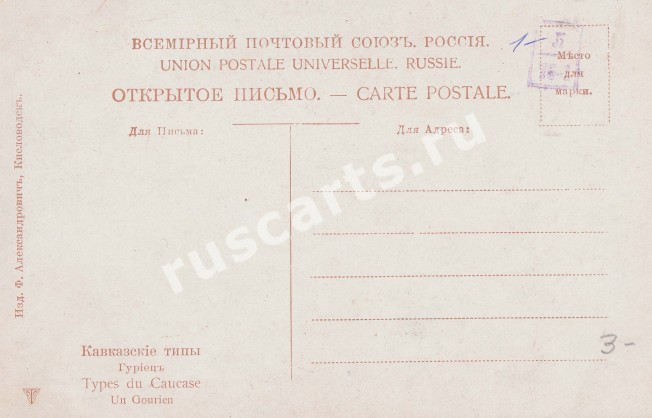 ВСЕМІРНЫЙ ПОЧТОВЫЙ СОЮЗЪ. РОССІЯ.
UNION POSTALE UNIVERSELLE. RUSSIE.
ОТКРЫТОЕ ПИСЬМО. — CARTE POSTALE.
1-
5
Мѣсто
для
марки.
Для Письма:
Для Адреса:
Изд. Ф. Александровичъ, Кисловодскъ.
ruscarts.ru
3-
Кавказскіе типы
Гуріецъ
Types du Caucase
Un Gourien